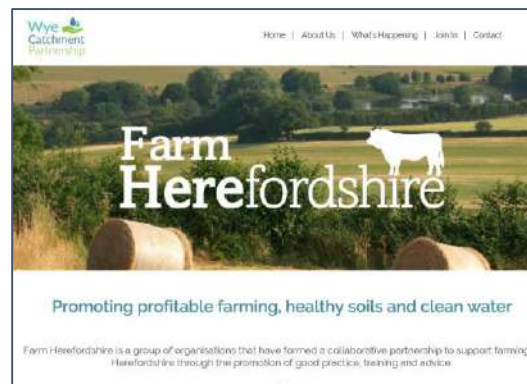 Wye
Catchment
Partnership
Home | About Us | What's Happening | Join In | Contact
Farm
Herefordshire
Promoting profitable farming, healthy soils and clean water
Farm Herefordshire is a group of organisations that have formed a collaborative partnership to support farming
Herefordshire through the promotion of good practice, training and advice